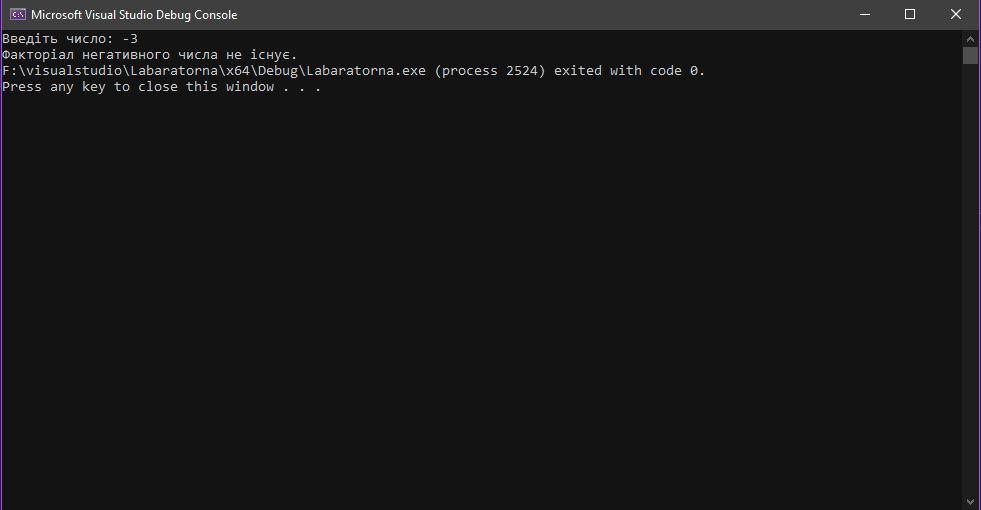 Microsoft Visual Studio Debug Console
Введіть число: -3
Факторіал негативного числа не існує.
F:\visualstudio\Labaratorna\x64\Debug\Labaratorna.exe (process 2524) exited with code 0.
Press any key to close this window . . .